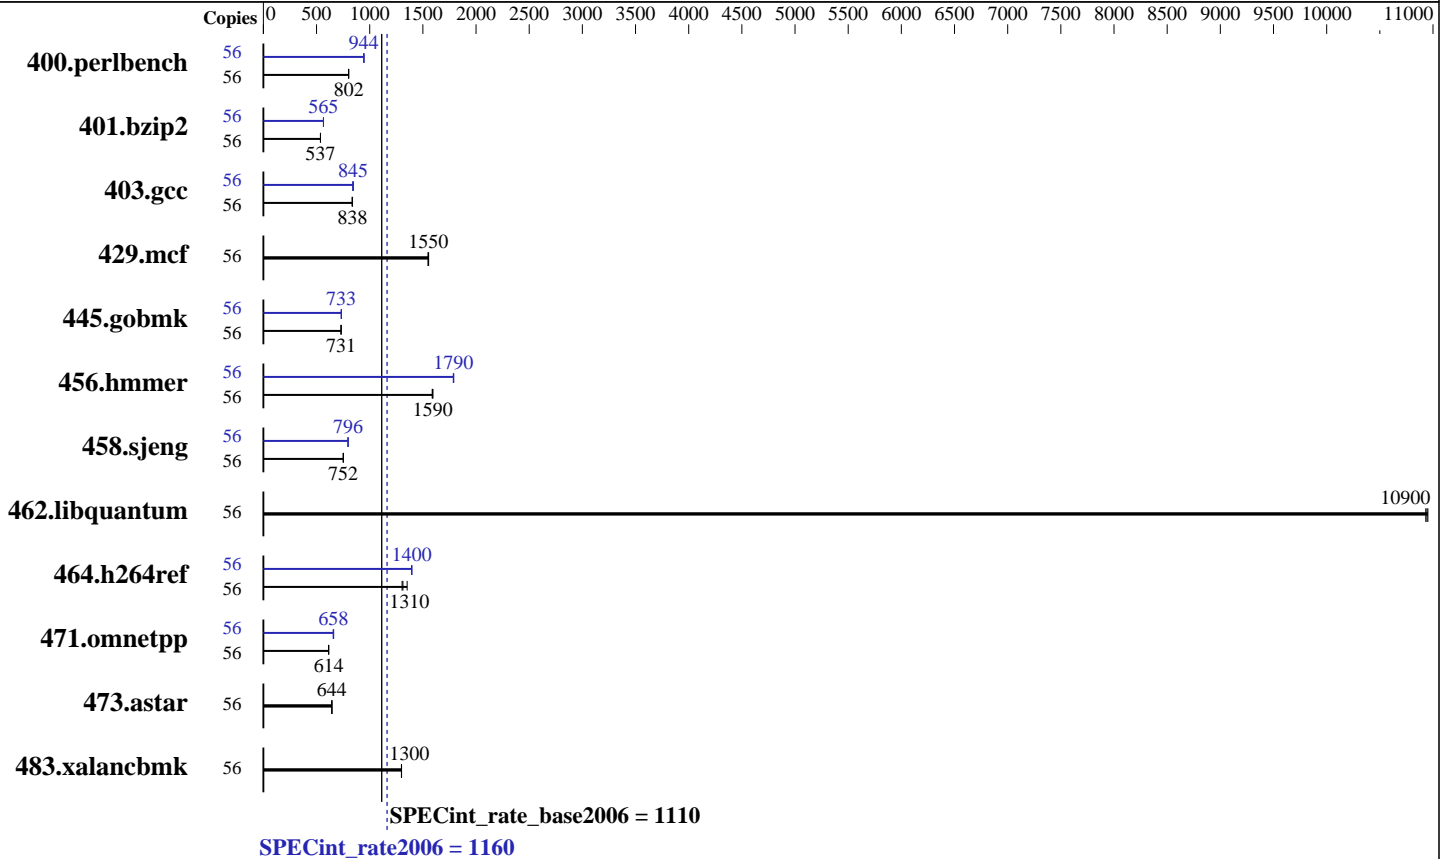 Copies 0 500 1000 1500 2000 2500 3000 3500 4000 4500 5000 5500 6000 6500 7000 7500 8000 8500 9000 9500 10000 11000
400.perlbench 56 944
56 802
401.bzip2 56 565
56 537
403.gcc 56 845
56 838
429.mcf 56 1550
445.gobmk 56 733
56 731
456.hmmer 56 1790
56 1590
458.sjeng 56 796
56 752
462.libquantum 56 10900
464.h264ref 56 1400
56 1310
471.omnetpp 56 658
56 614
473.astar 56 644
483.xalancbmk 56 1300
SPECint_rate_base2006 = 1110
SPECint_rate2006 = 1160